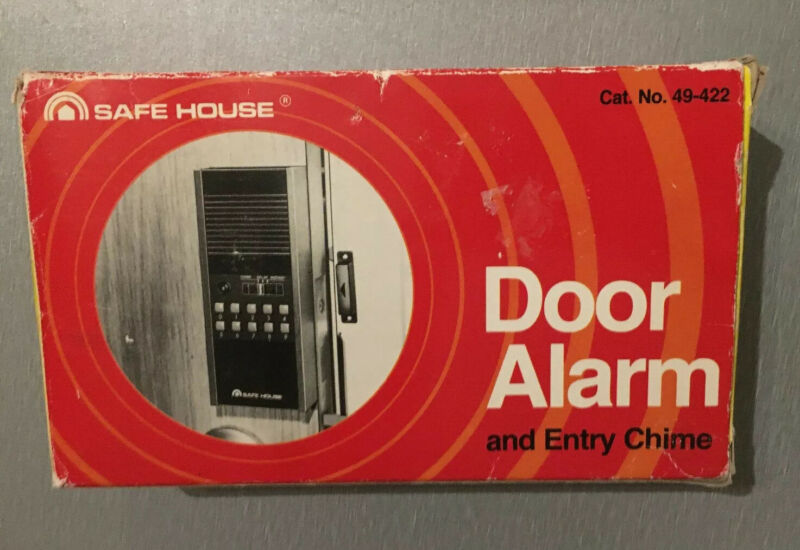 SAFE HOUSE ®
Cat. No. 49-422
SAFE HOUSE
Door
Alarm
and Entry Chime